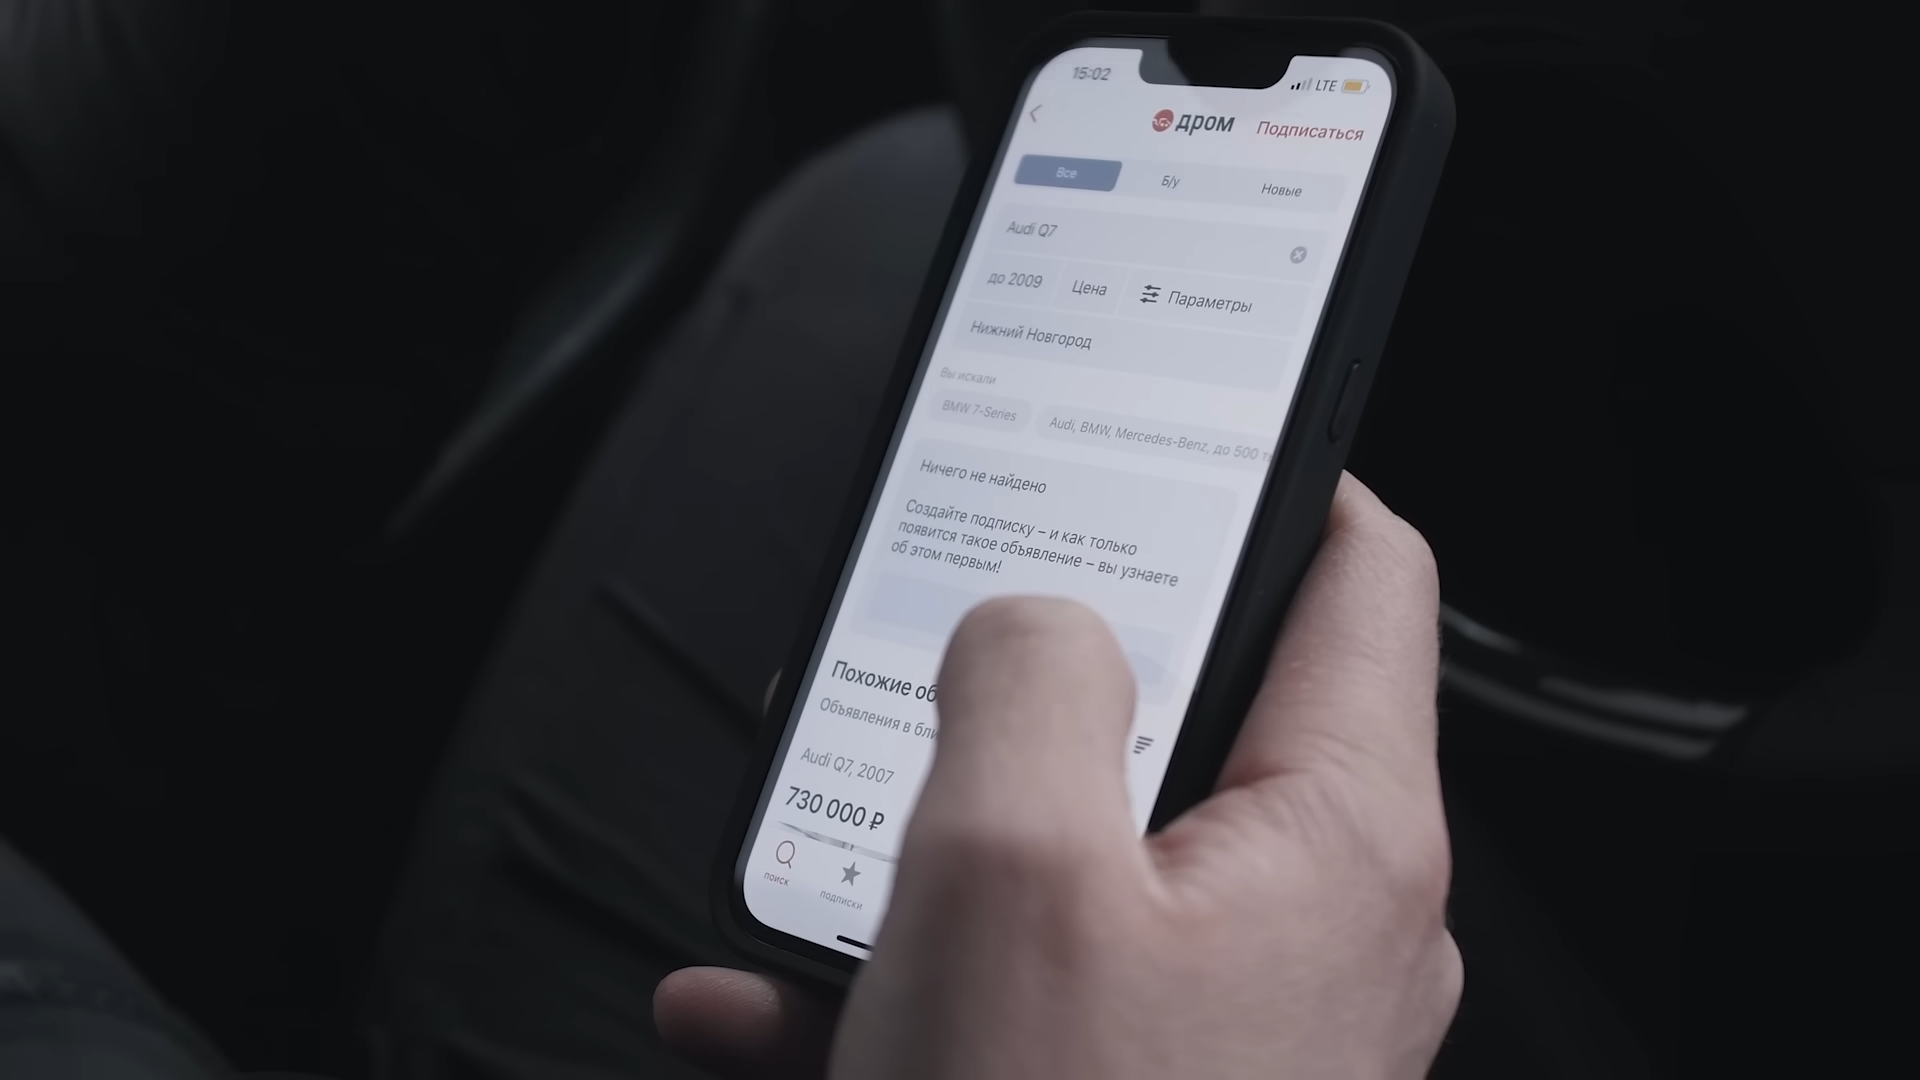 15:02
LTE
дром
Подписаться
Все
Б/у
Новые
Audi Q7
до 2009
Цена
Параметры
Нижний Новгород
Вы искали
BMW 7-Series
Audi, BMW, Mercedes-Benz, до 500
Ничего не найдено
Создайте подписку – и как только
появится такое объявление – вы узнаете
об этом первым!
Похожие
Объявления в
Audi Q7, 2007
730 000 ₽
поиск
подписки